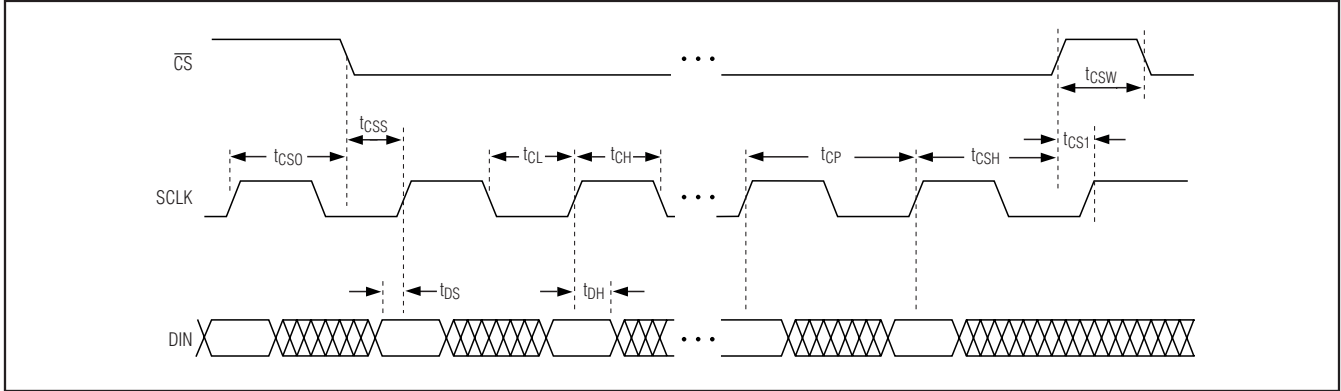 CS
• • •
tCSW
tCSS
tCS0
tCL
tCH
tCP
tCSH
tCS1
SCLK
• • •
tDS
tDH
DIN
• • •